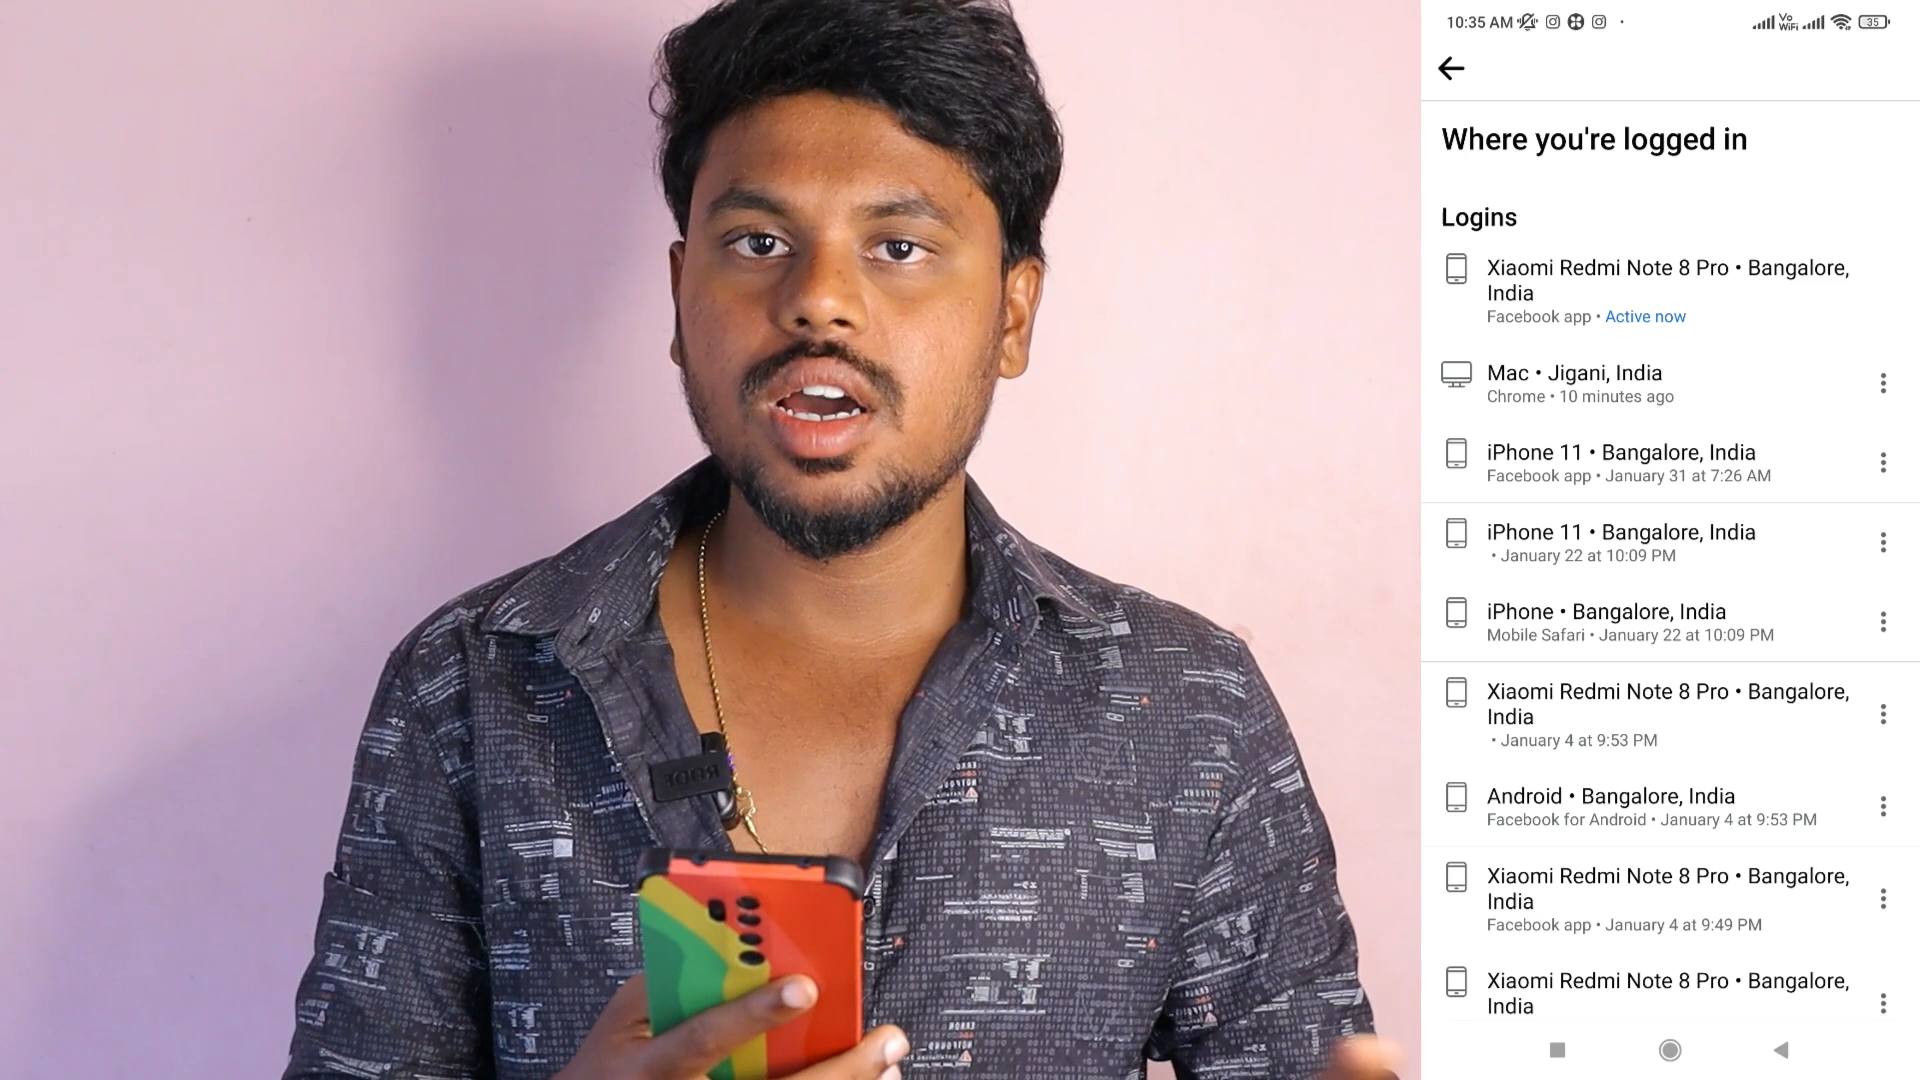 10:35 AM
Vo
WiFi
35
Where you're logged in
Logins
Xiaomi Redmi Note 8 Pro • Bangalore,
India
Facebook app • Active now
Mac • Jigani, India
Chrome • 10 minutes ago
iPhone 11 • Bangalore, India
Facebook app • January 31 at 7:26 AM
iPhone 11 • Bangalore, India
• January 22 at 10:09 PM
iPhone • Bangalore, India
Mobile Safari • January 22 at 10:09 PM
Xiaomi Redmi Note 8 Pro • Bangalore,
India
• January 4 at 9:53 PM
Android • Bangalore, India
Facebook for Android • January 4 at 9:53 PM
Xiaomi Redmi Note 8 Pro • Bangalore,
India
Facebook app • January 4 at 9:49 PM
Xiaomi Redmi Note 8 Pro • Bangalore,
India
RODE